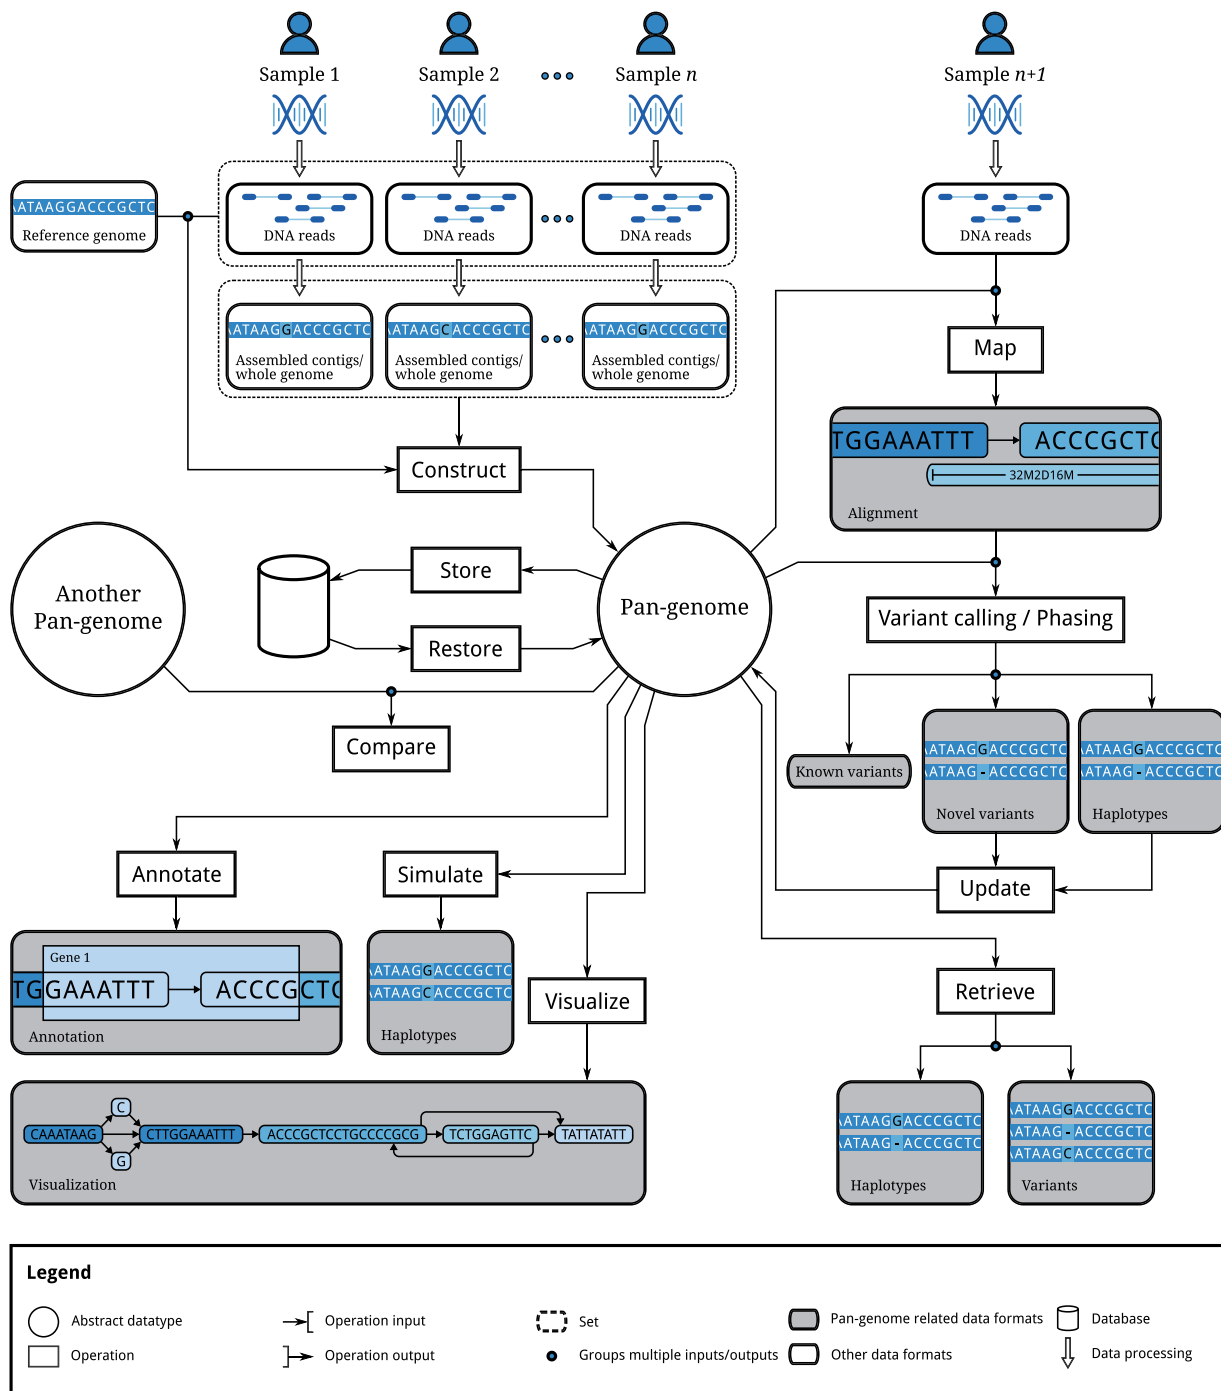 Sample 1
Sample 2
Sample n
Sample n+1
ATAAGGACCCGCTC
Reference genome
DNA reads
DNA reads
DNA reads
DNA reads
ATAAGGACCCGCTC
Assembled contigs/
whole genome
ATAAGCACCCGCTC
Assembled contigs/
whole genome
ATAAGGACCCGCTC
Assembled contigs/
whole genome
Map
TGGAAATTT
ACCCGCTC
32M2D16M
Alignment
Construct
Another
Pan-genome
Store
Restore
Pan-genome
Variant calling / Phasing
Compare
Known variants
ATAAGGACCCGCTC
ATAAG-ACCCGCTC
Novel variants
ATAAGGACCCGCTC
ATAAG-ACCCGCTC
Haplotypes
Annotate
Simulate
Update
Gene 1
TGGAAATTT
ACCCGCTC
Annotation
ATAAGGACCCGCTC
ATAAGCACCCGCTC
Haplotypes
Visualize
Retrieve
CAAATAAG
C
G
CTTGGAAATTT
ACCCGCTCCTGCCCCGCG
TCTGGAGTTC
TATTATATT
Visualization
ATAAGGACCCGCTC
ATAAG-ACCCGCTC
Haplotypes
ATAAGGACCCGCTC
ATAAG-ACCCGCTC
ATAAGCACCCGCTC
Variants
Legend
Abstract datatype
Operation input
Set
Pan-genome related data formats
Database
Operation
Operation output
Groups multiple inputs/outputs
Other data formats
Data processing